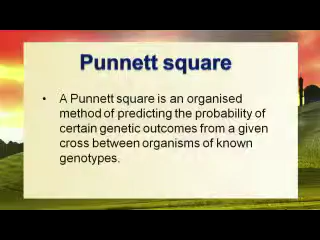 Punnett square
• A Punnett square is an organised
method of predicting the probability of
certain genetic outcomes from a given
cross between organisms of known
genotypes.